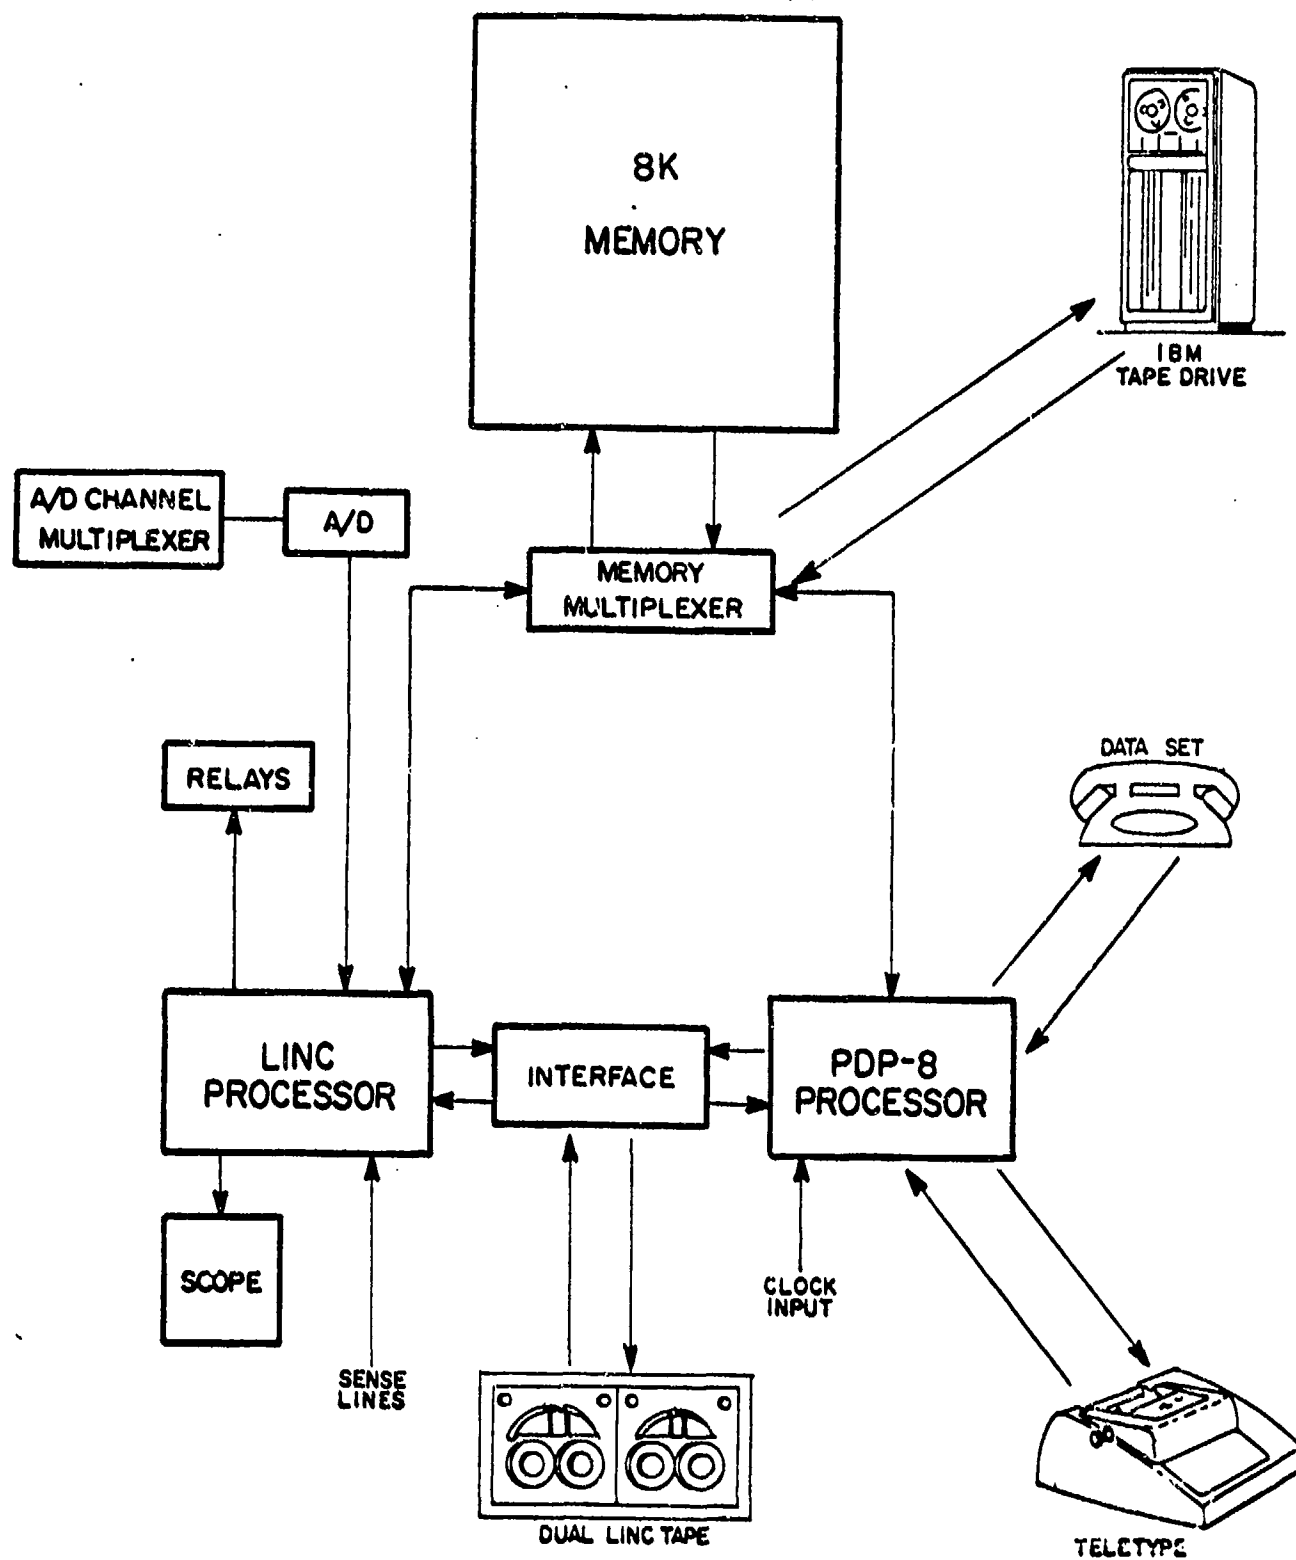 8K
MEMORY
IBM
TAPE DRIVE
A/D CHANNEL
MULTIPLEXER
A/D
MEMORY
MULTIPLEXER
RELAYS
DATA SET
LINC
PROCESSOR
INTERFACE
PDP-8
PROCESSOR
SCOPE
CLOCK
INPUT
SENSE
LINES
DUAL LINC TAPE
TELETYPE